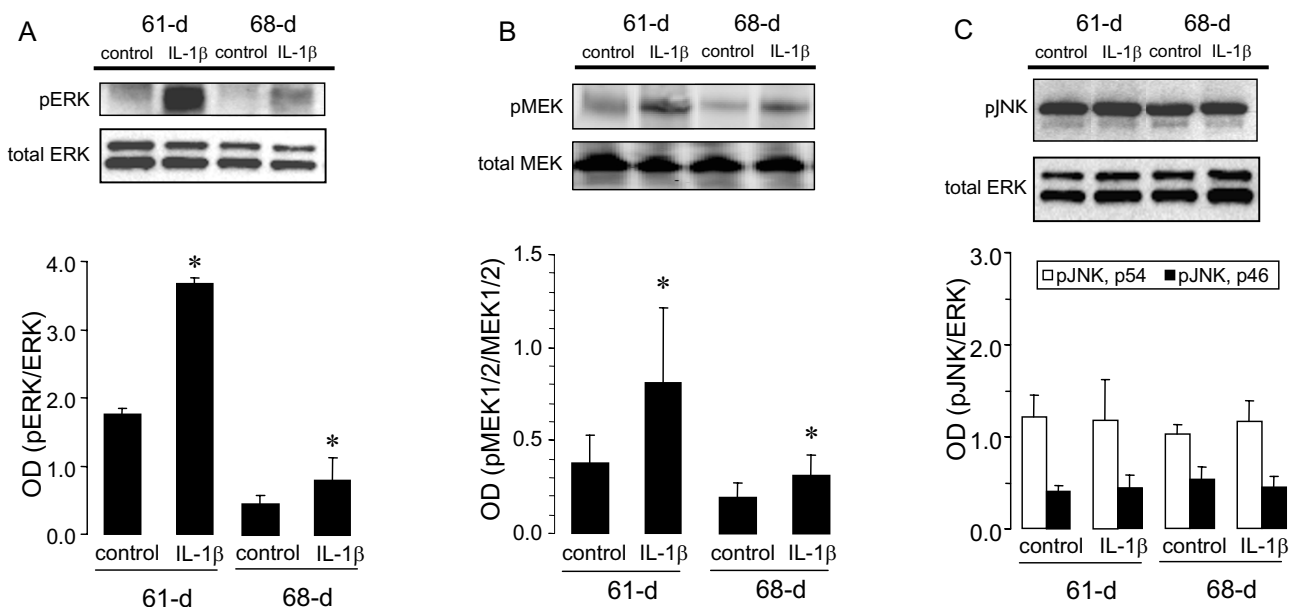 A
61-d 68-d
control IL-1β control IL-1β
pERK
total ERK
OD (pERK/ERK)
4.0
3.0
2.0
1.0
0.0
*
*
control IL-1β control IL-1β
61-d 68-d
B
61-d 68-d
control IL-1β control IL-1β
pMEK
total MEK
OD (pMEK1/2/MEK1/2)
1.5
1.0
0.5
0.0
*
*
control IL-1β control IL-1β
61-d 68-d
C
61-d 68-d
control IL-1β control IL-1β
pJNK
total ERK
OD (pJNK/ERK)
3.0
2.0
1.0
0.0
pJNK, p54 pJNK, p46
control IL-1β control IL-1β
61-d 68-d